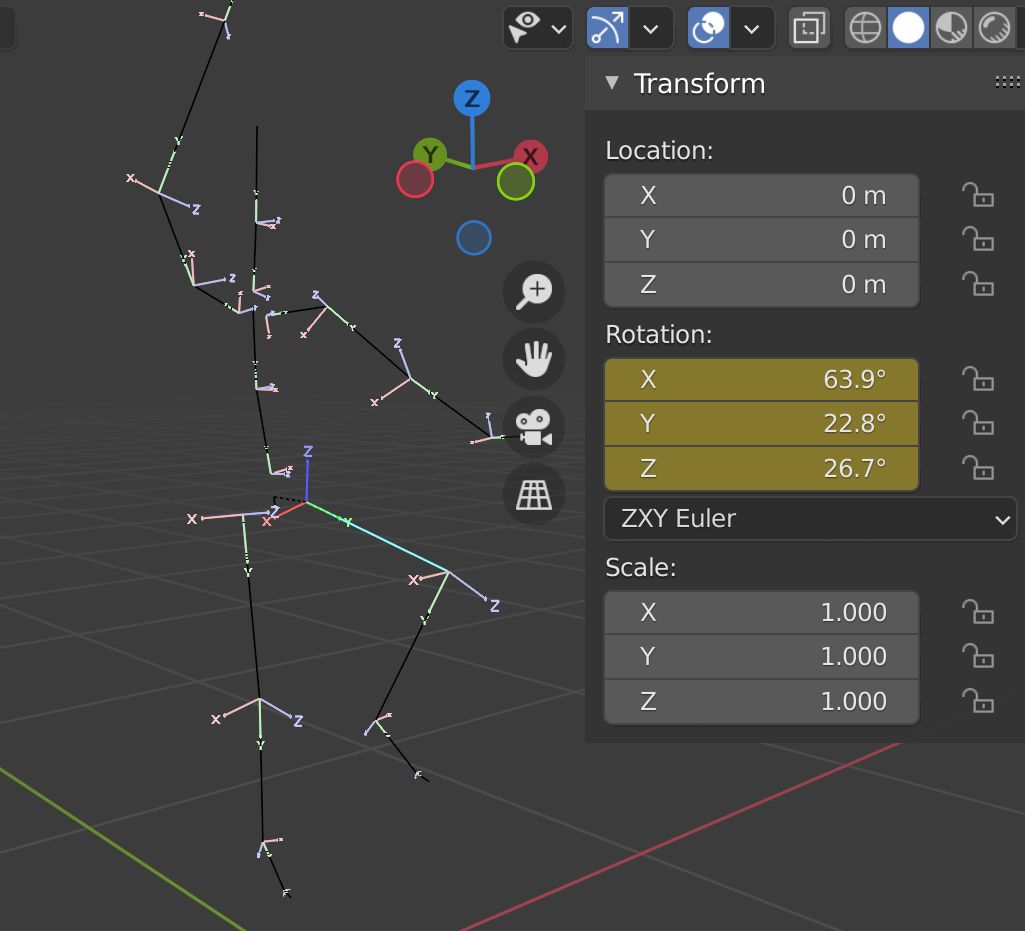 Transform
Location:
X 0 m
Y 0 m
Z 0 m
Rotation:
X 63.9°
Y 22.8°
Z 26.7°
ZXY Euler
Scale:
X 1.000
Y 1.000
Z 1.000
Z
Y
X
Y
X
Z
X
Z
Y
Z
X
Z
Y
Z
X
Y
Z
X
Z
X
Y
Y
X
Z
Y
X
Z
Y